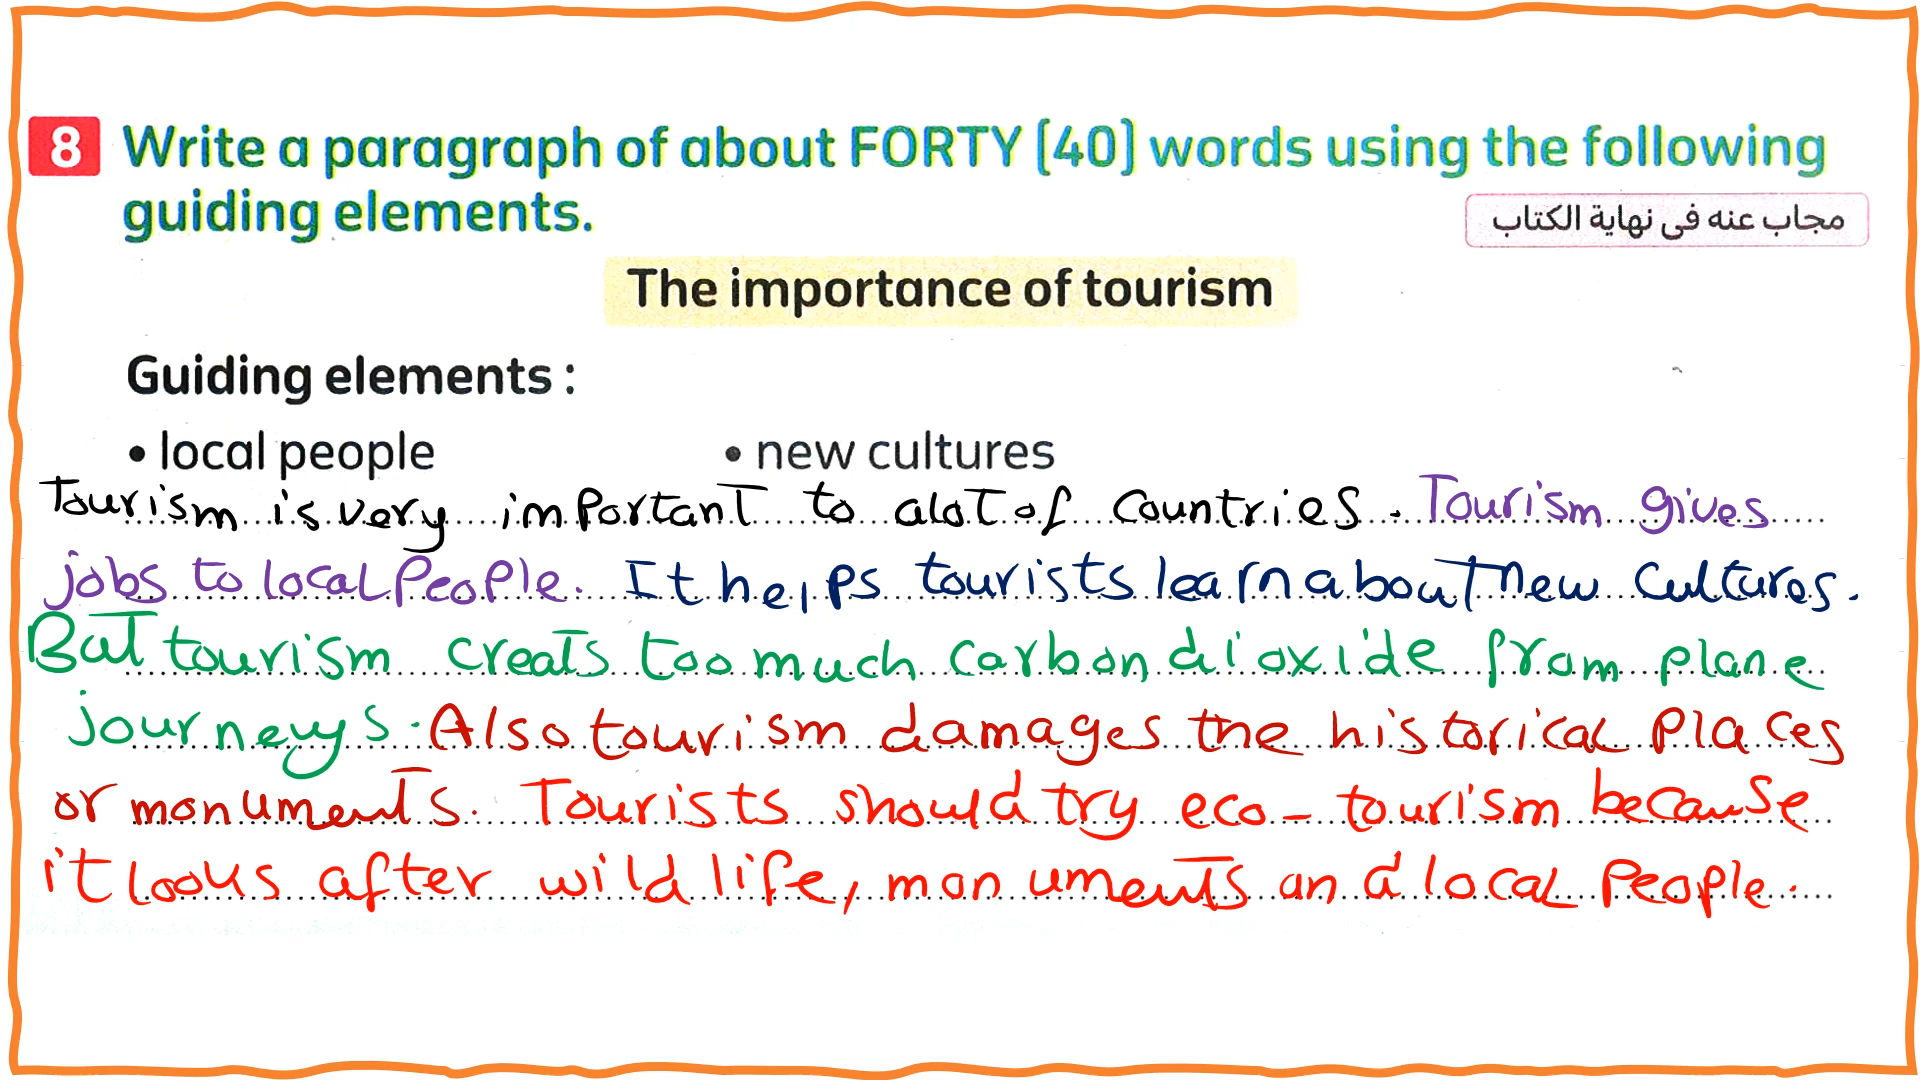 8 Write a paragraph of about FORTY (40) words using the following
guiding elements.
مجاب عنه فى نهاية الكتاب
The importance of tourism
Guiding elements :
• local people • new cultures
Tourism is very important to alot of countries. Tourism gives
jobs to local people. It helps tourists learn about new cultures.
But tourism creats too much carbon dioxide from plane
journeys. Also tourism damages the historical places
or monuments. Tourists should try eco-tourism because
it looks after wild life, monuments and local people.